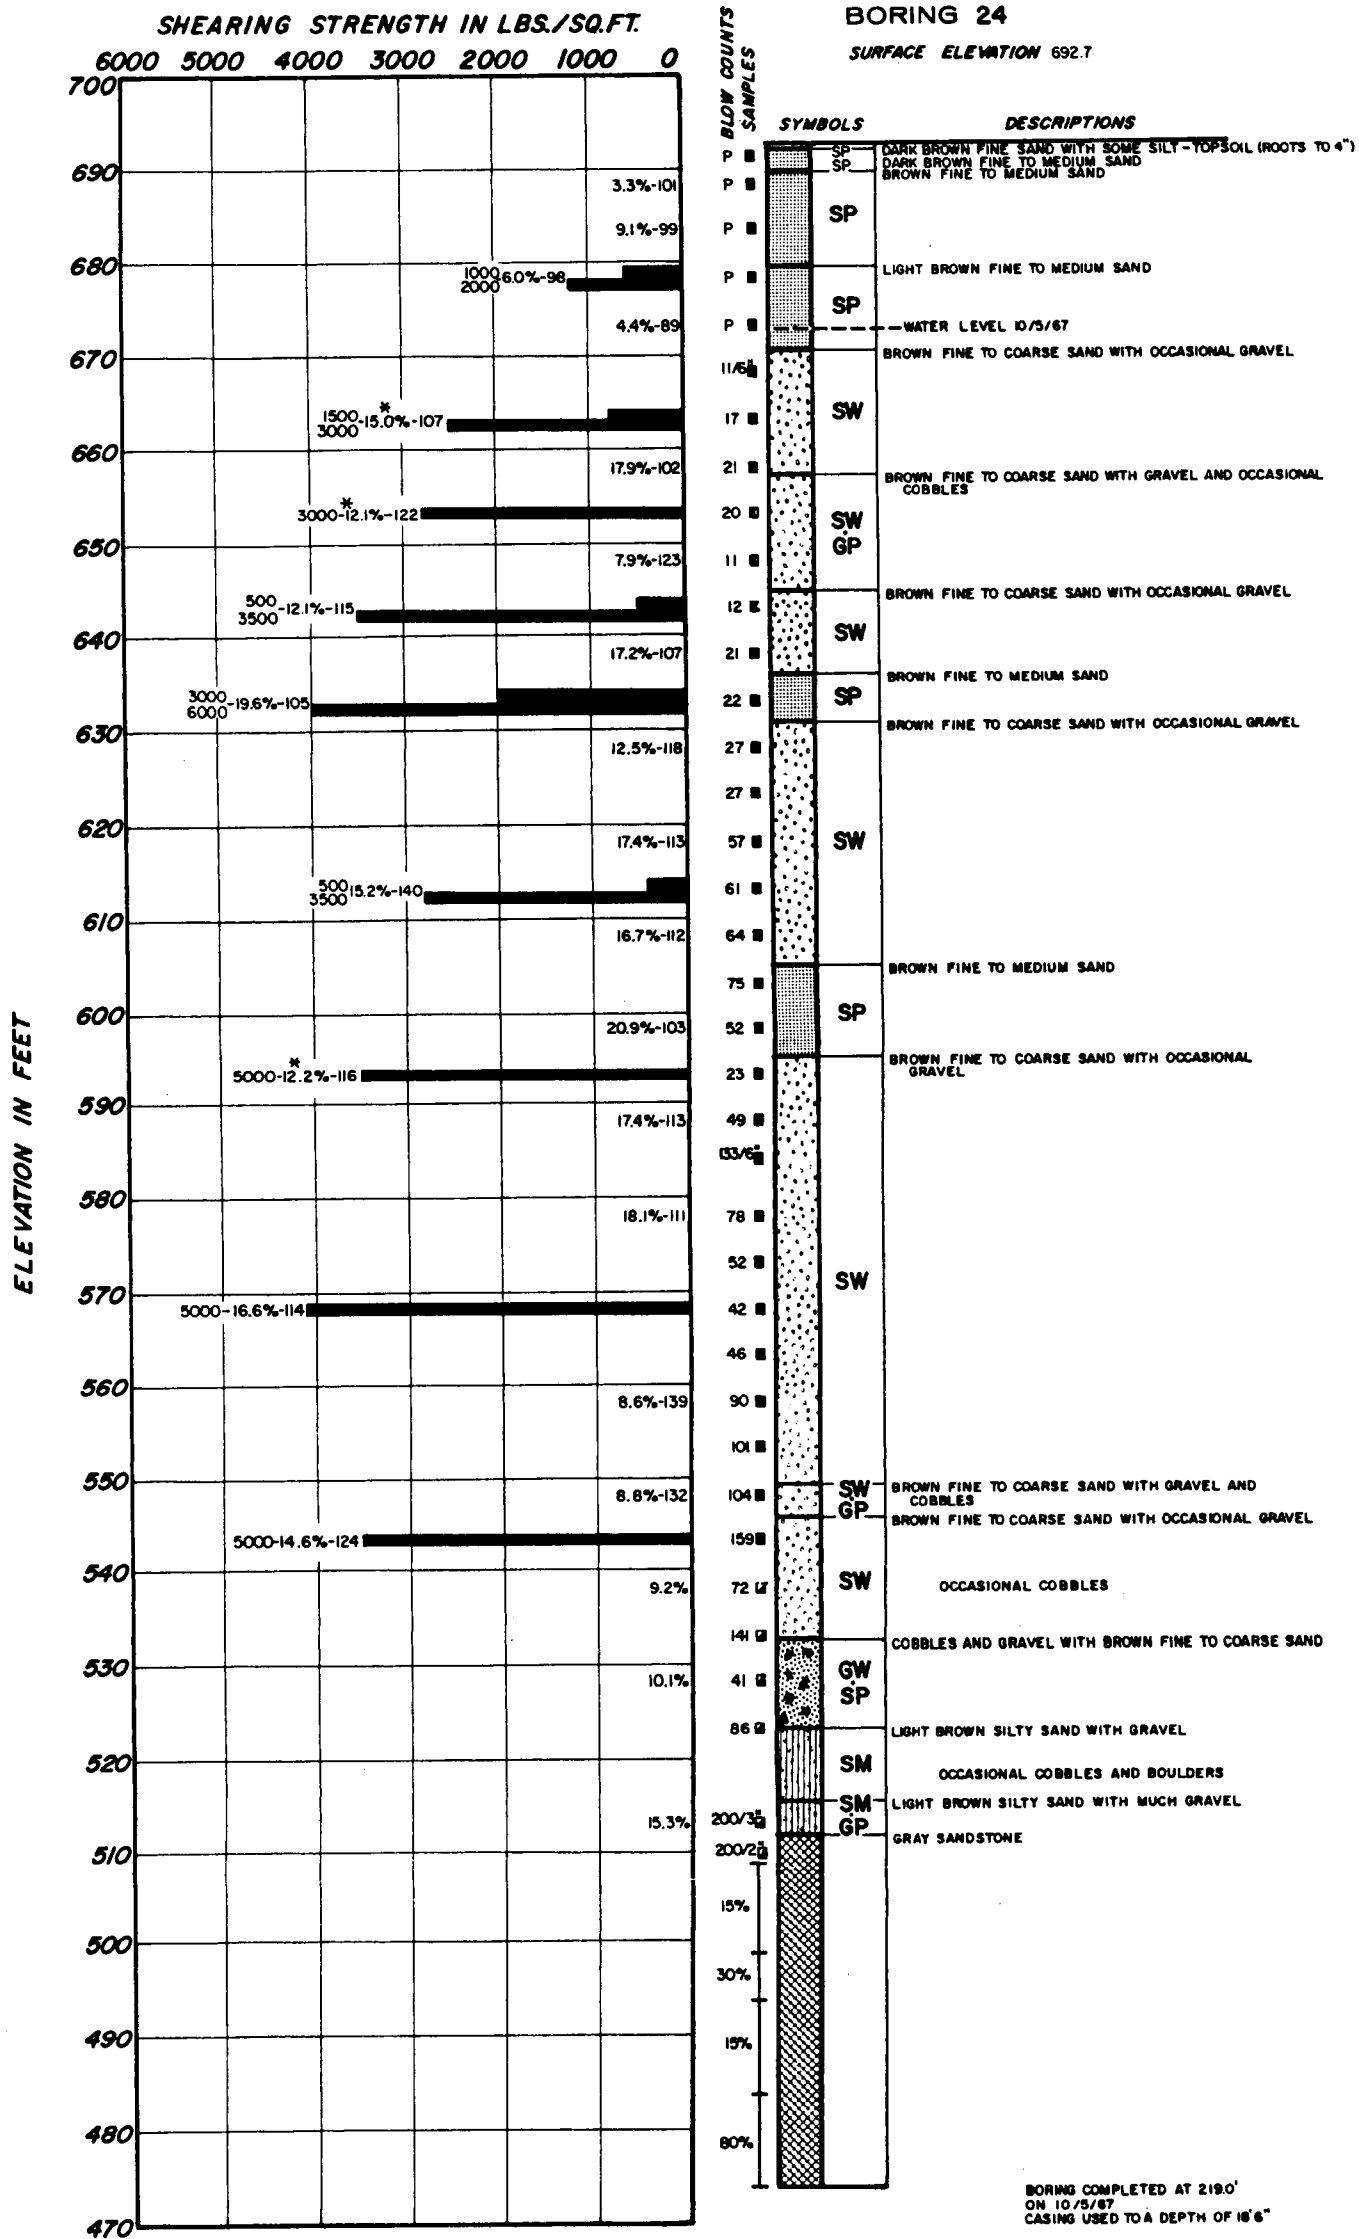 SHEARING STRENGTH IN LBS./SQ.FT.
6000 5000 4000 3000 2000 1000 0
BLOW COUNTS
SAMPLES
BORING 24
SURFACE ELEVATION 692.7
SYMBOLS
DESCRIPTIONS
ELEVATION IN FEET
700
690
680
670
660
650
640
630
620
610
600
590
580
570
560
550
540
530
520
510
500
490
480
470
3.3%-101
9.1%-99
1000
2000
-6.0%-98
4.4%-89
*
1500
3000
-15.0%-107
17.9%-102
*
3000-12.1%-122
7.9%-123
500
3500
-12.1%-115
17.2%-107
3000
6000
-19.6%-105
12.5%-118
17.4%-113
500
3500
15.2%-140
16.7%-112
20.9%-103
*
5000-12.2%-116
17.4%-113
18.1%-111
5000-16.6%-114
8.6%-139
8.8%-132
5000-14.6%-124
9.2%
10.1%
15.3%
P
P
P
P
P
11/6"
17
21
20
11
12
21
22
27
27
57
61
64
75
52
23
49
133/6"
78
52
42
46
90
101
104
159
72
141
41
86
200/3"
200/2"
15%
30%
15%
80%
SP DARK BROWN FINE SAND WITH SOME SILT-TOPSOIL (ROOTS TO 4")
SP DARK BROWN FINE TO MEDIUM SAND
BROWN FINE TO MEDIUM SAND
SP
LIGHT BROWN FINE TO MEDIUM SAND
SP
WATER LEVEL 10/5/67
BROWN FINE TO COARSE SAND WITH OCCASIONAL GRAVEL
SW
BROWN FINE TO COARSE SAND WITH GRAVEL AND OCCASIONAL
COBBLES
SW
GP
BROWN FINE TO COARSE SAND WITH OCCASIONAL GRAVEL
SW
BROWN FINE TO MEDIUM SAND
SP
BROWN FINE TO COARSE SAND WITH OCCASIONAL GRAVEL
SW
BROWN FINE TO MEDIUM SAND
SP
BROWN FINE TO COARSE SAND WITH OCCASIONAL
GRAVEL
SW
SW BROWN FINE TO COARSE SAND WITH GRAVEL AND
COBBLES
GP
BROWN FINE TO COARSE SAND WITH OCCASIONAL GRAVEL
SW OCCASIONAL COBBLES
COBBLES AND GRAVEL WITH BROWN FINE TO COARSE SAND
GW
SP
LIGHT BROWN SILTY SAND WITH GRAVEL
SM
OCCASIONAL COBBLES AND BOULDERS
SM LIGHT BROWN SILTY SAND WITH MUCH GRAVEL
GP
GRAY SANDSTONE
BORING COMPLETED AT 219.0'
ON 10/5/67
CASING USED TO A DEPTH OF 18'6"